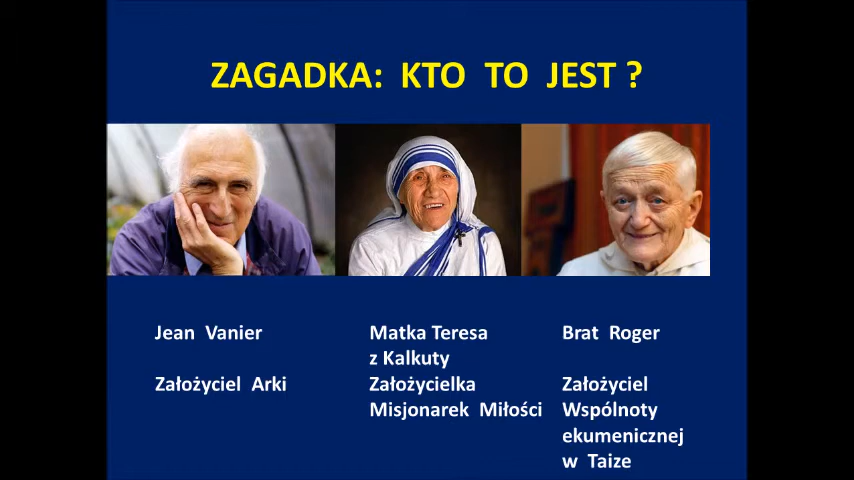 ZAGADKA: KTO TO JEST ?
Jean Vanier
Założyciel Arki
Matka Teresa
z Kalkuty
Założycielka
Misjonarek Miłości
Brat Roger
Założyciel
Wspólnoty
ekumenicznej
w Taize